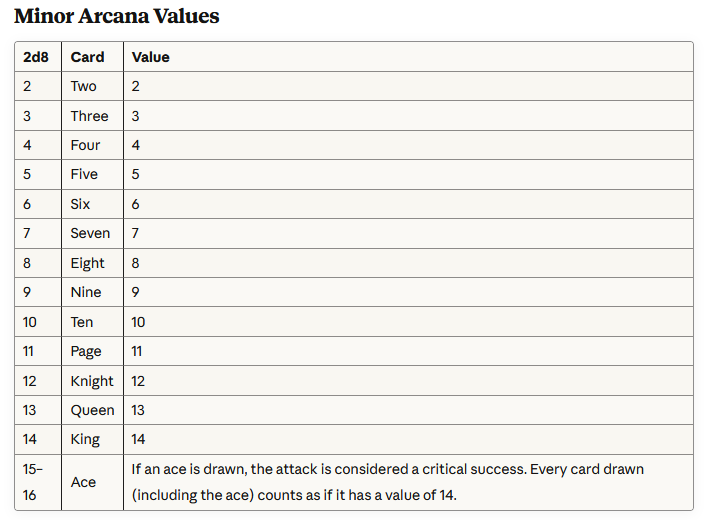 Minor Arcana Values
2d8 Card Value
2 Two 2
3 Three 3
4 Four 4
5 Five 5
6 Six 6
7 Seven 7
8 Eight 8
9 Nine 9
10 Ten 10
11 Page 11
12 Knight 12
13 Queen 13
14 King 14
15–
16
Ace
If an ace is drawn, the attack is considered a critical success. Every card drawn
(including the ace) counts as if it has a value of 14.